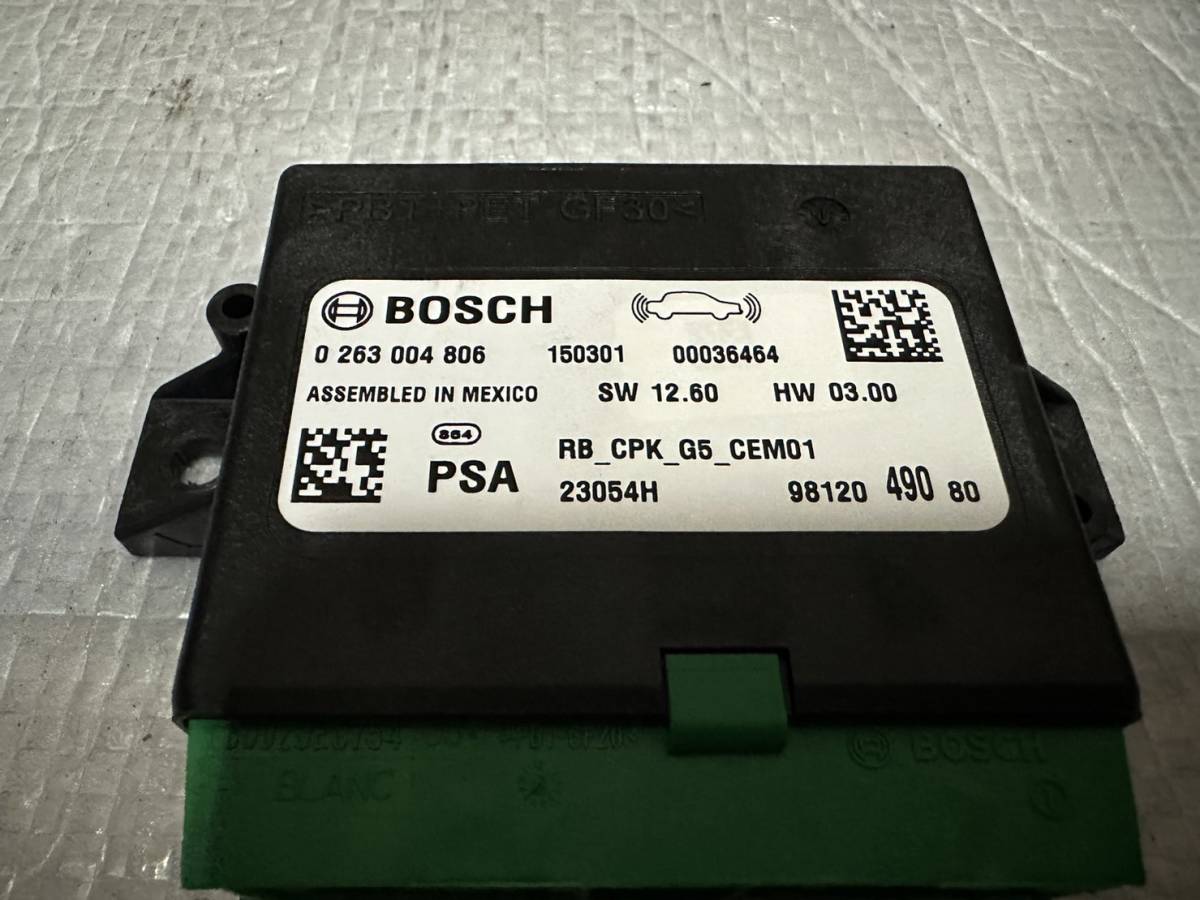 >PBT+PET GF30<
BOSCH
0 263 004 806 150301 00036464
ASSEMBLED IN MEXICO SW 12.60 HW 03.00
864
PSA
RB_CPK_G5_CEM01
23054H 98120 490 80
BOSCH
BLANC